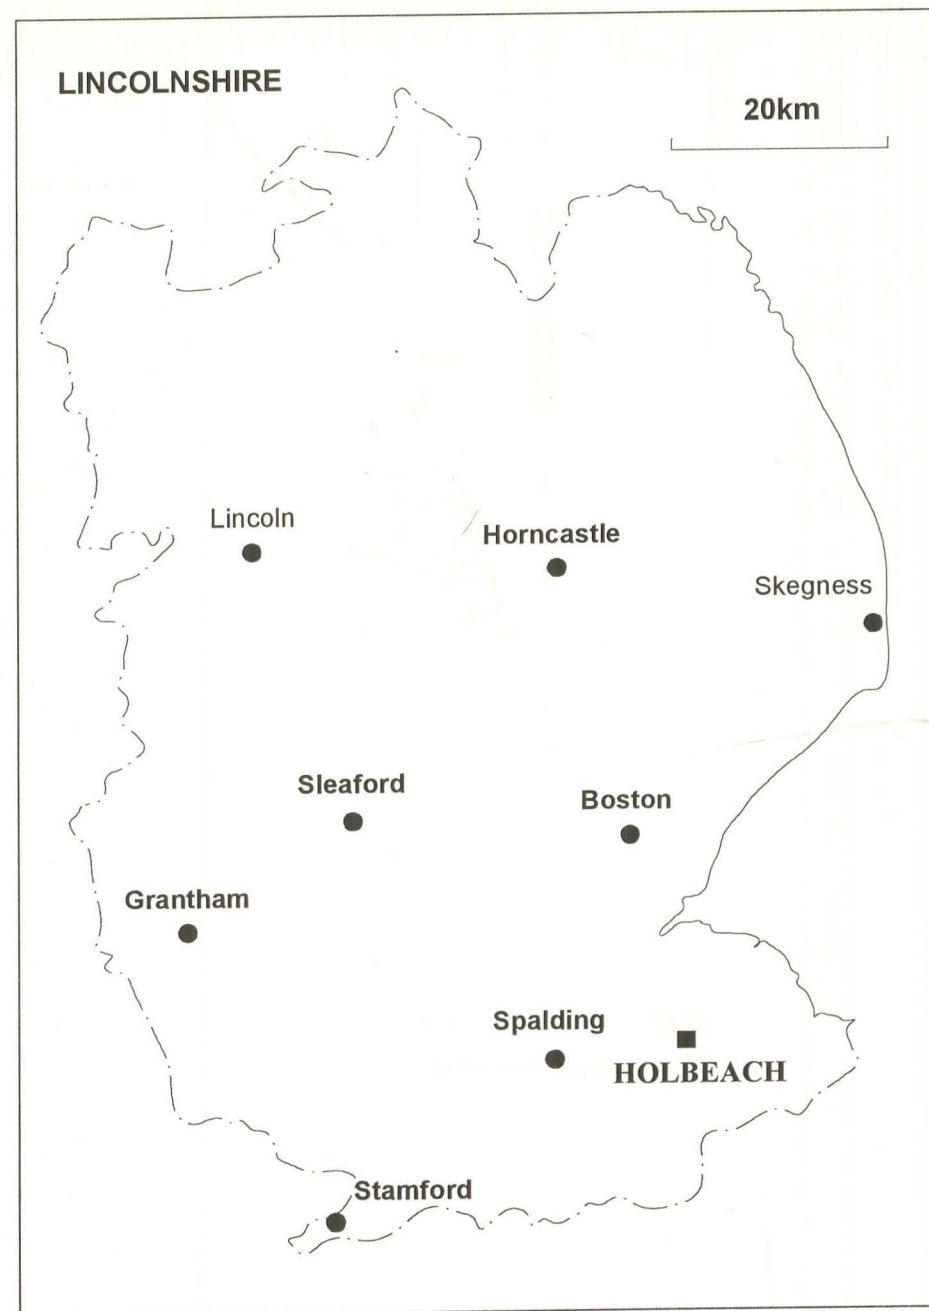 LINCOLNSHIRE
20km
Lincoln
Horncastle
Skegness
Sleaford
Boston
Grantham
Spalding
HOLBEACH
Stamford